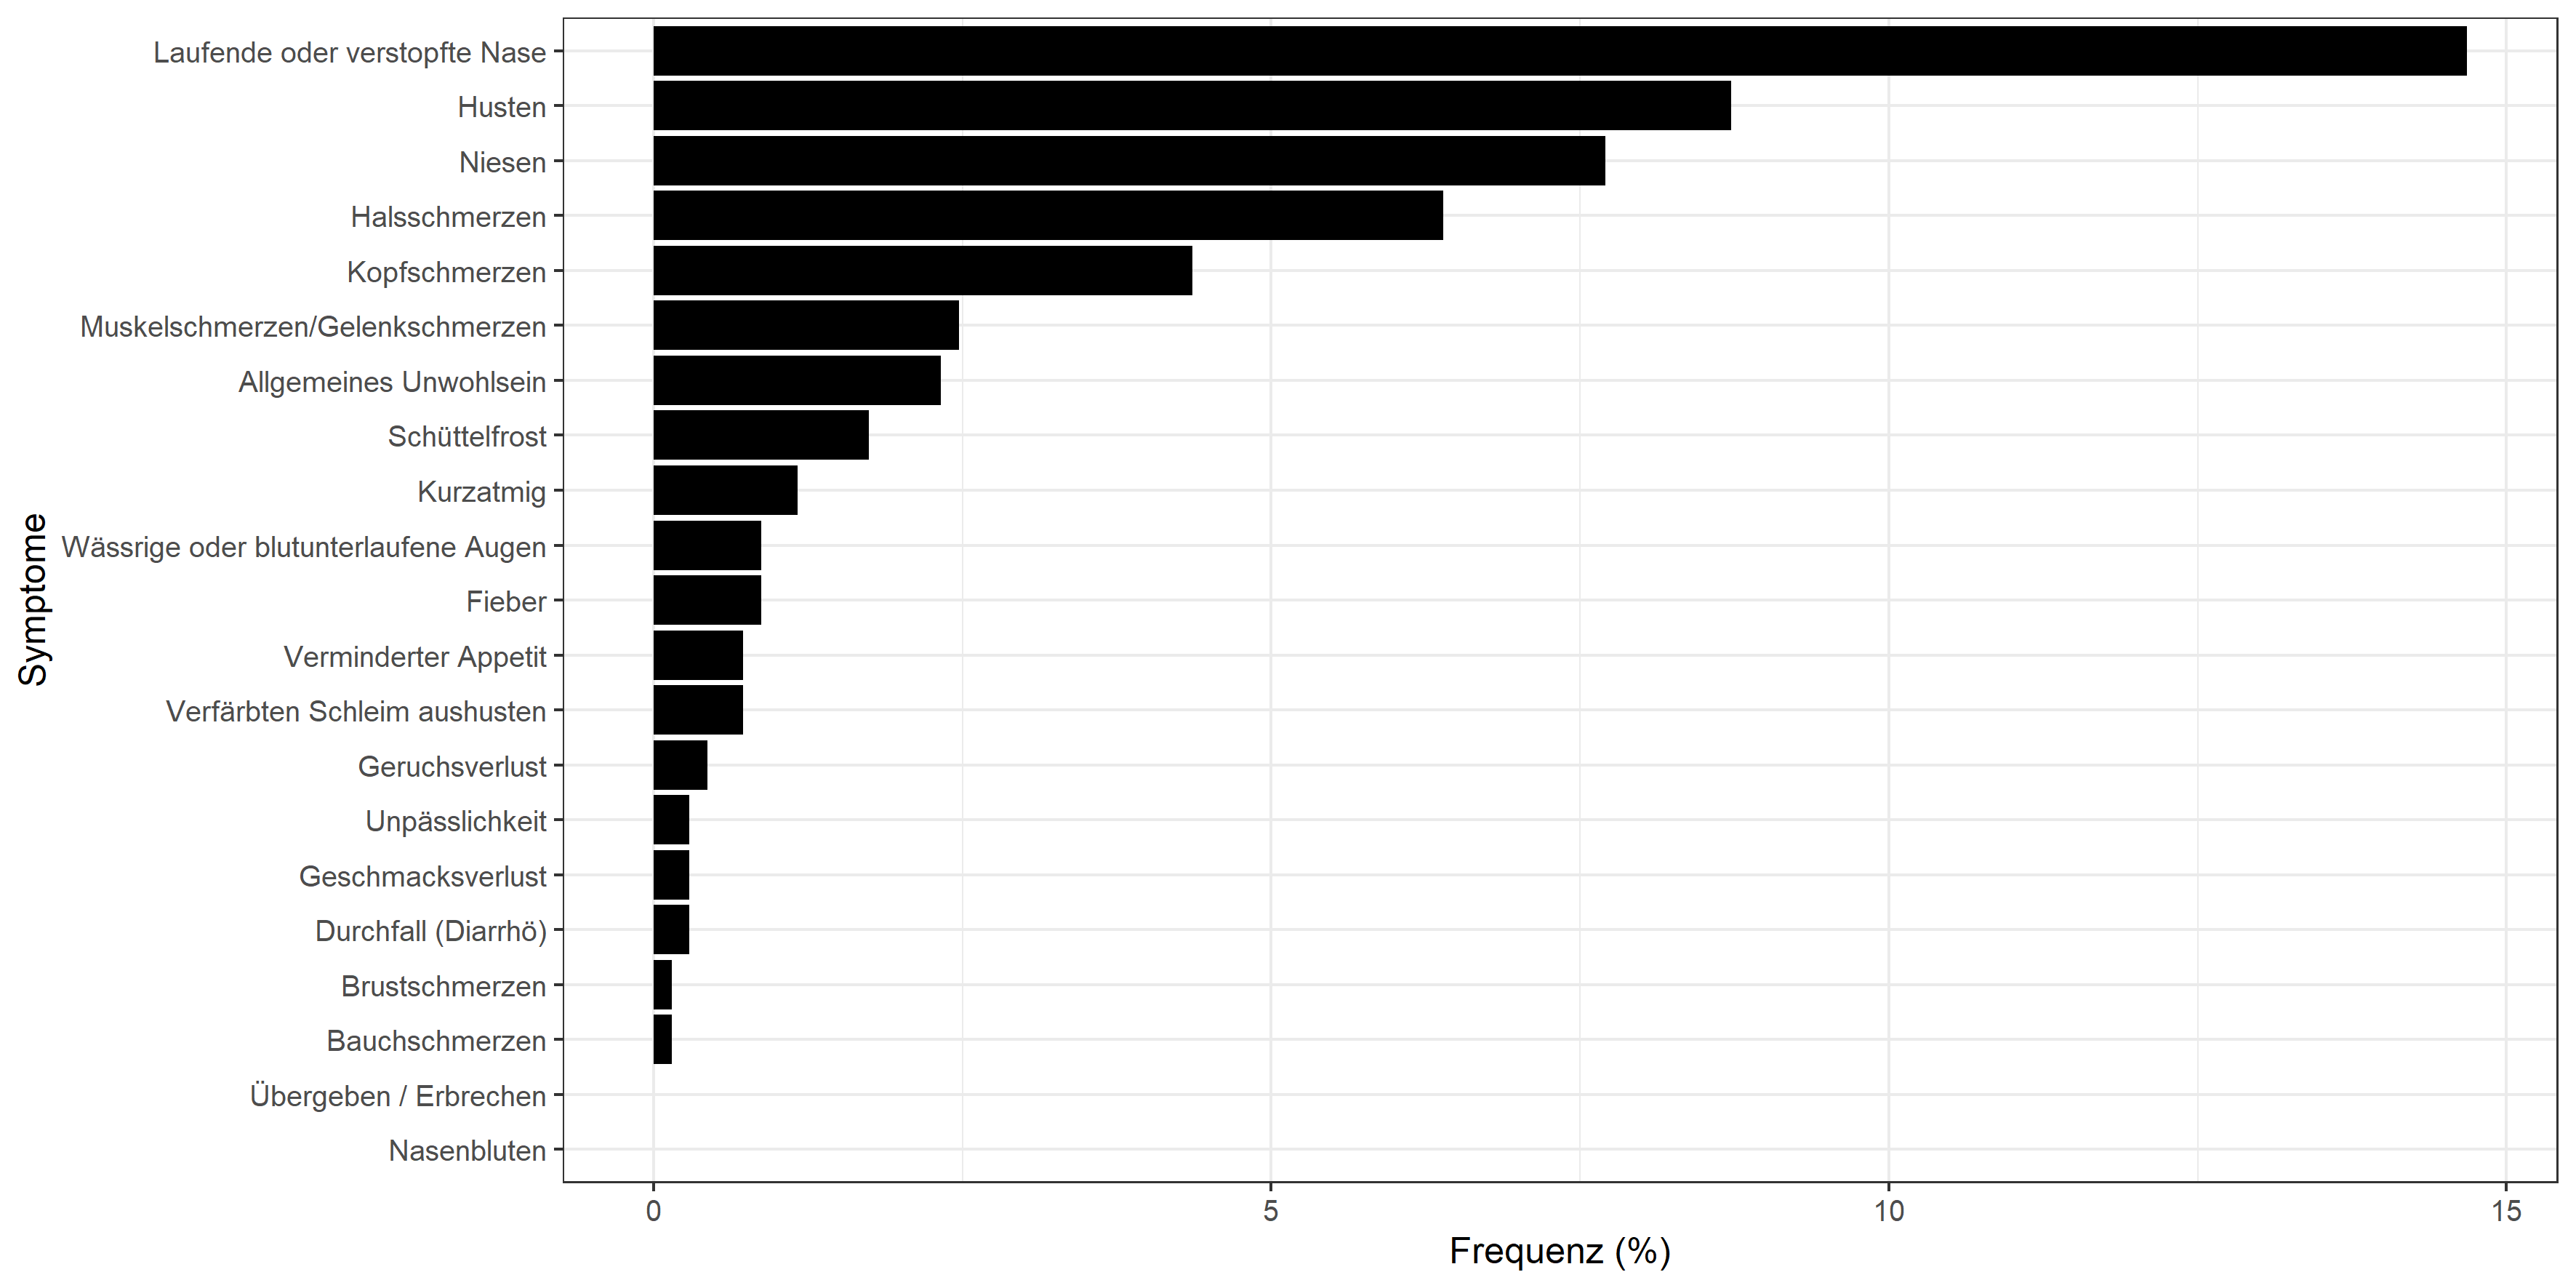 Laufende oder verstopfte Nase
Husten
Niesen
Halsschmerzen
Kopfschmerzen
Muskelschmerzen/Gelenkschmerzen
Allgemeines Unwohlsein
Schüttelfrost
Kurzatmig
Wässrige oder blutunterlaufene Augen
Fieber
Verminderter Appetit
Verfärbten Schleim aushusten
Geruchsverlust
Unpässlichkeit
Geschmacksverlust
Durchfall (Diarrhö)
Brustschmerzen
Bauchschmerzen
Übergeben / Erbrechen
Nasenbluten
Symptome
0 5 10 15
Frequenz (%)